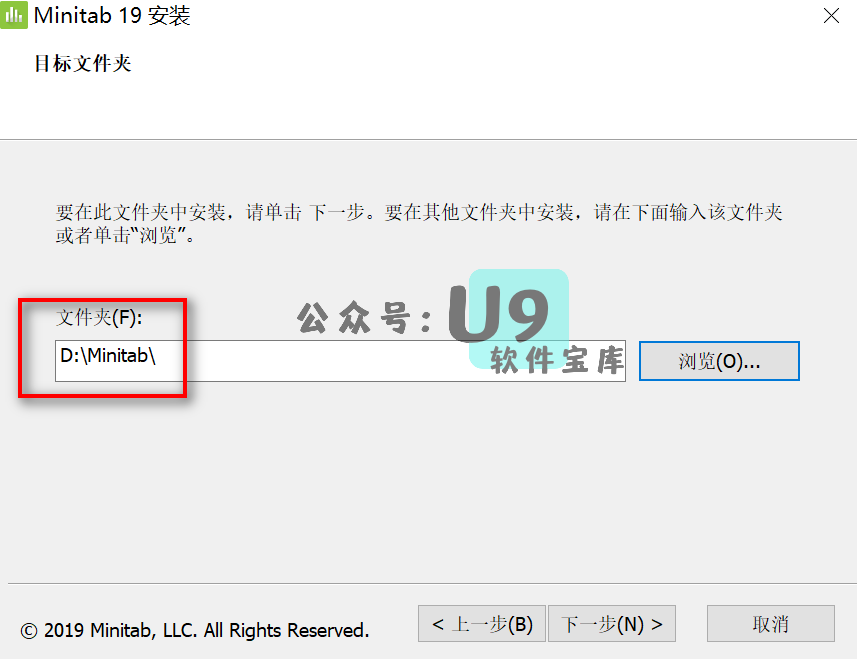 Minitab 19 安装
目标文件夹
要在此文件夹中安装，请单击 下一步。要在其他文件夹中安装，请在下面输入该文件夹
或者单击“浏览”。
公众号：U9
软件宝库
文件夹(F):
D:\Minitab\
浏览(O)...
© 2019 Minitab, LLC. All Rights Reserved.
< 上一步(B)
下一步(N) >
取消